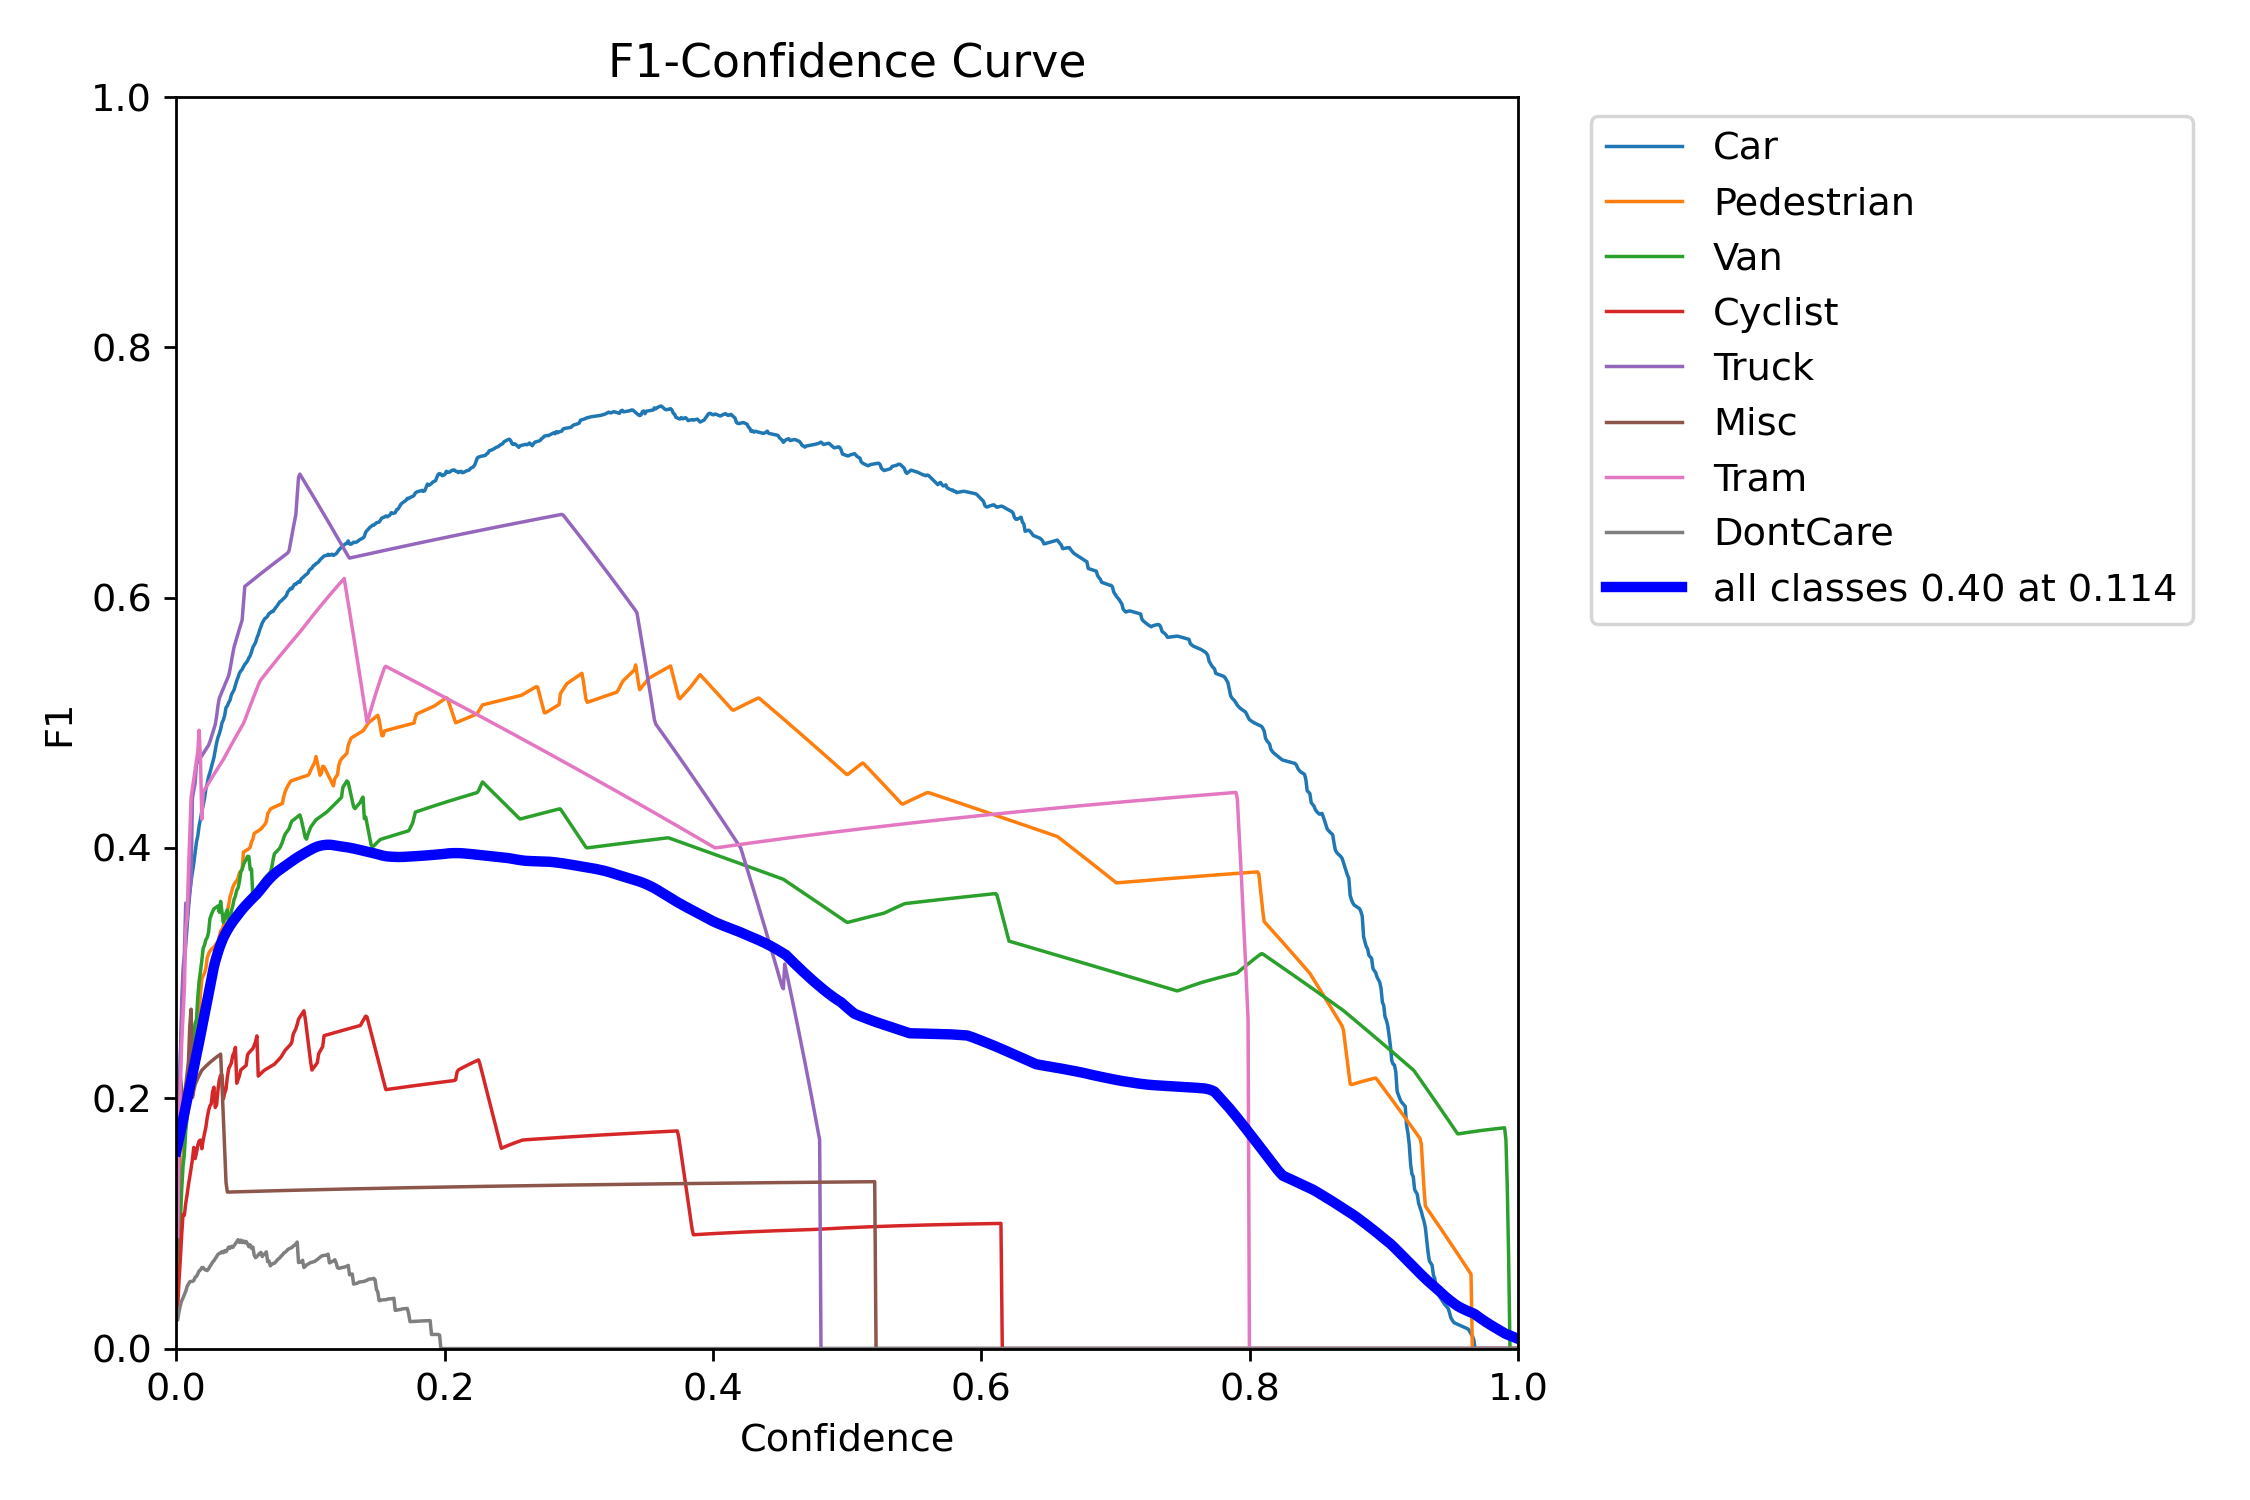 F1-Confidence Curve
1.0
0.8
0.6
0.4
0.2
0.0
F1
0.0 0.2 0.4 0.6 0.8 1.0
Confidence
Car
Pedestrian
Van
Cyclist
Truck
Misc
Tram
DontCare
all classes 0.40 at 0.114